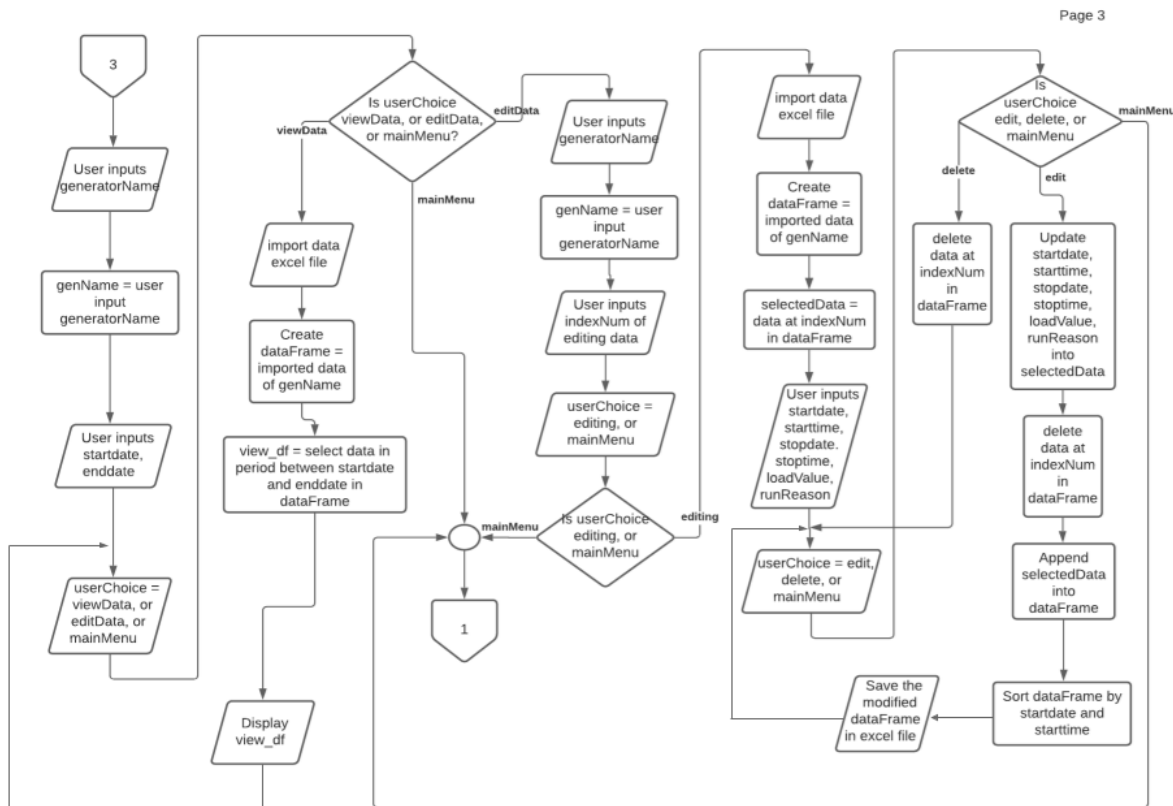 Page 3
3
User inputs
generatorName
genName = user
input
generatorName
User inputs
startdate,
enddate
userChoice =
viewData, or
editData, or
mainMenu
Is userChoice
viewData, or editData,
or mainMenu?
viewData
editData
mainMenu
import data
excel file
Create
dataFrame =
imported data
of genName
view_df = select data in
period between startdate
and enddate in
dataFrame
Display
view_df
User inputs
generatorName
genName = user
input
generatorName
User inputs
indexNum of
editing data
userChoice =
editing, or
mainMenu
Is userChoice
editing, or
mainMenu
mainMenu
editing
1
import data
excel file
Create
dataFrame =
imported data
of genName
selectedData =
data at indexNum
in dataFrame
User inputs
startdate,
starttime,
stopdate.
stoptime,
loadValue,
runReason
userChoice = edit,
delete, or
mainMenu
Is
userChoice
edit, delete, or
mainMenu
mainMenu
delete
edit
delete
data at
indexNum
in
dataFrame
Update
startdate,
starttime,
stopdate,
stoptime,
loadValue,
runReason
into
selectedData
delete
data at
indexNum
in
dataFrame
Append
selectedData
into
dataFrame
Sort dataFrame by
startdate and
starttime
Save the
modified
dataFrame
in excel file